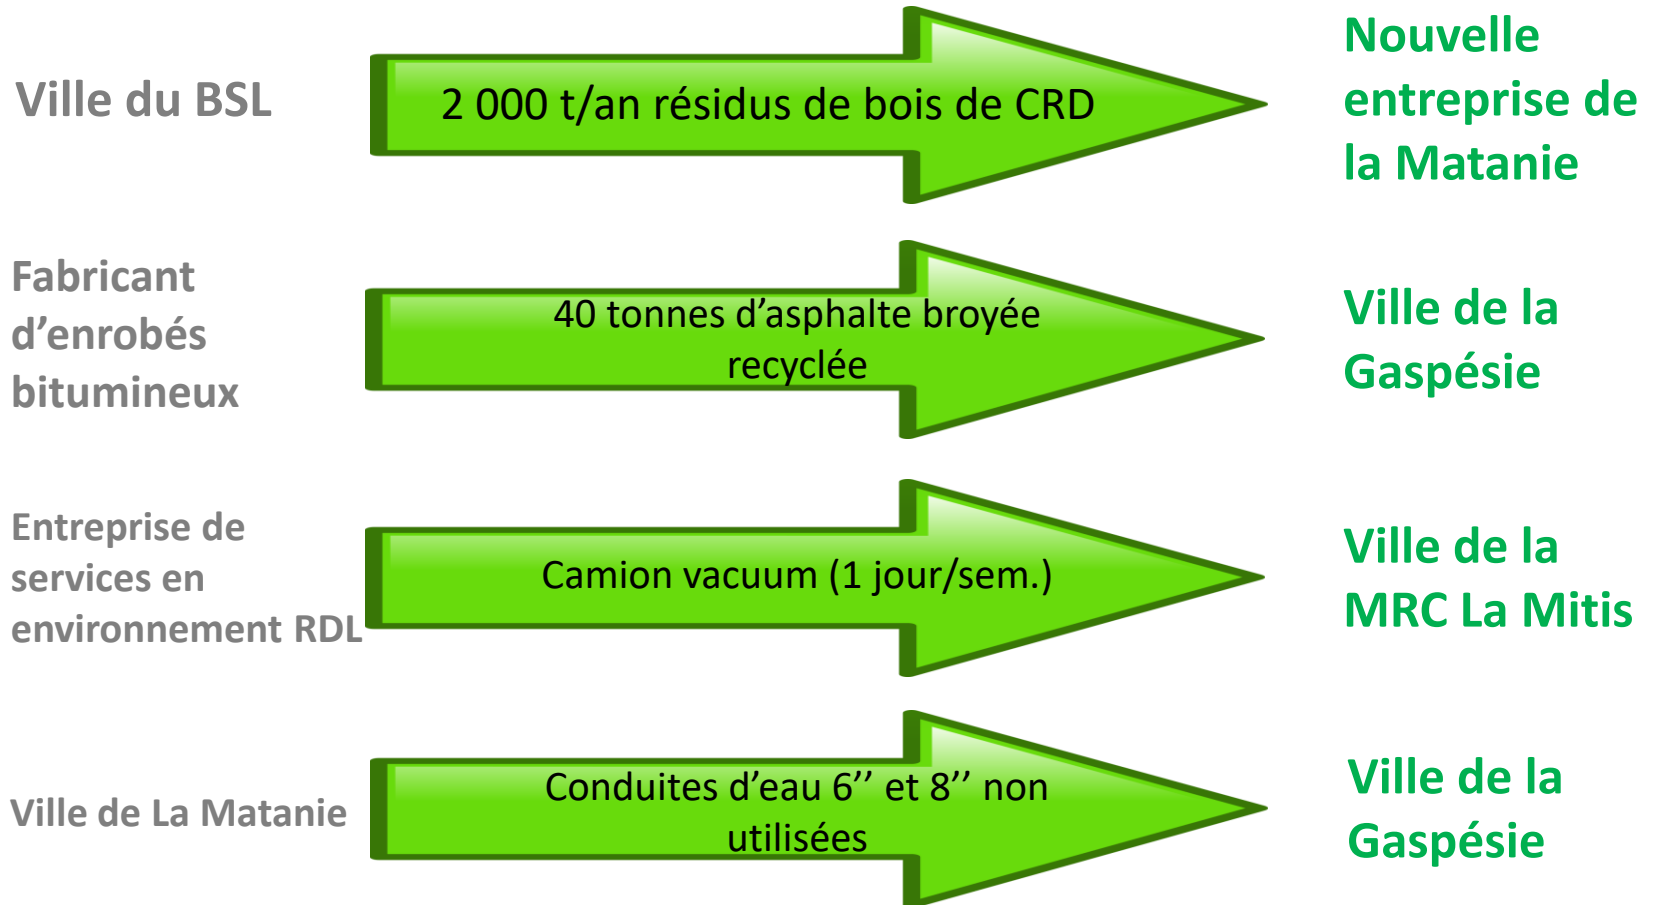 Ville du BSL
2 000 t/an résidus de bois de CRD
Nouvelle
entreprise de
la Matanie
Fabricant
d’enrobés
bitumineux
40 tonnes d’asphalte broyée
recyclée
Ville de la
Gaspésie
Entreprise de
services en
environnement RDL
Camion vacuum (1 jour/sem.)
Ville de la
MRC La Mitis
Ville de La Matanie
Conduites d’eau 6’’ et 8’’ non
utilisées
Ville de la
Gaspésie